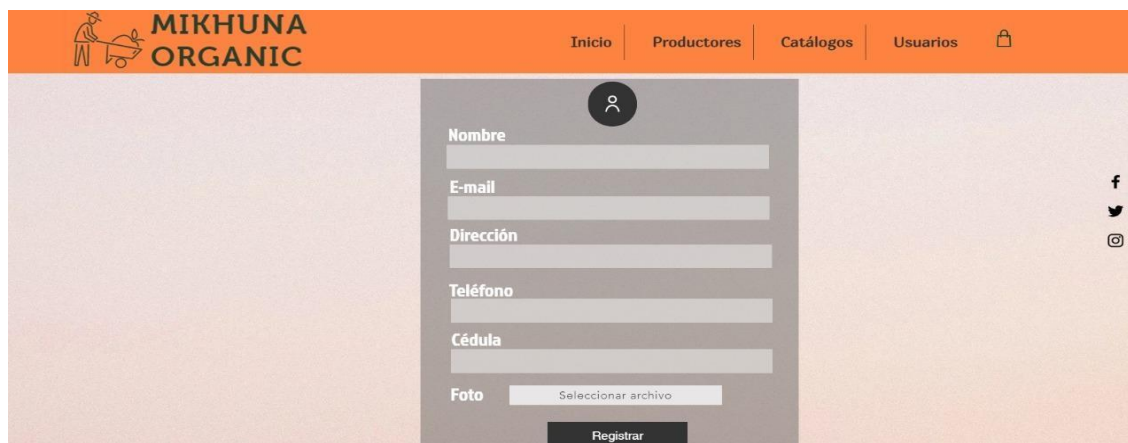 MIKHUNA
ORGANIC
Inicio Productores Catálogos Usuarios
Nombre
E-mail
Dirección
Teléfono
Cédula
Foto Seleccionar archivo
Registrar